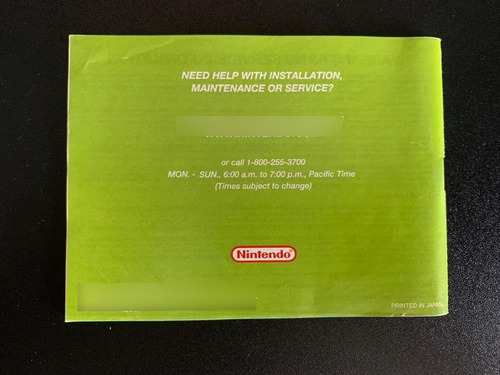 NEED HELP WITH INSTALLATION,
MAINTENANCE OR SERVICE?
or call 1-800-255-3700
MON. - SUN., 6:00 a.m. to 7:00 p.m., Pacific Time
(Times subject to change)
Nintendo®
PRINTED IN JAPAN